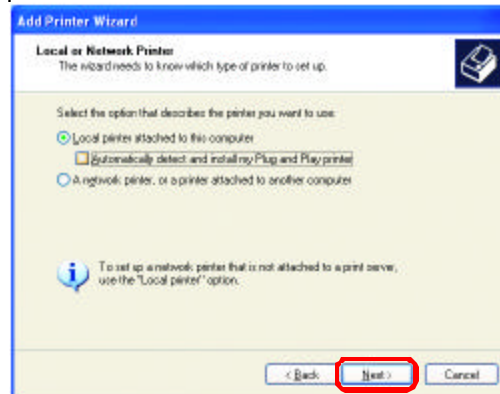 Add Printer Wizard
Local or Network Printer
The wizard needs to know which type of printer to set up.
Select the option that describes the printer you want to use:
Local printer attached to this computer
Automatically detect and install my Plug and Play printer
A network printer, or a printer attached to another computer
To set up a network printer that is not attached to a print server,
use the "Local printer" option.
< Back Next > Cancel